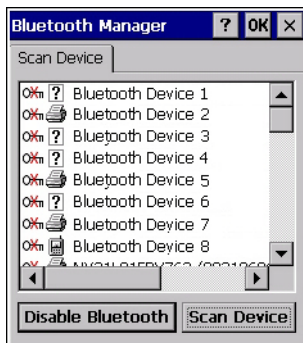 Bluetooth Manager ? OK ×
Scan Device
? Bluetooth Device 1
Bluetooth Device 2
? Bluetooth Device 3
? Bluetooth Device 4
Bluetooth Device 5
? Bluetooth Device 6
Bluetooth Device 7
Bluetooth Device 8
Disable Bluetooth Scan Device